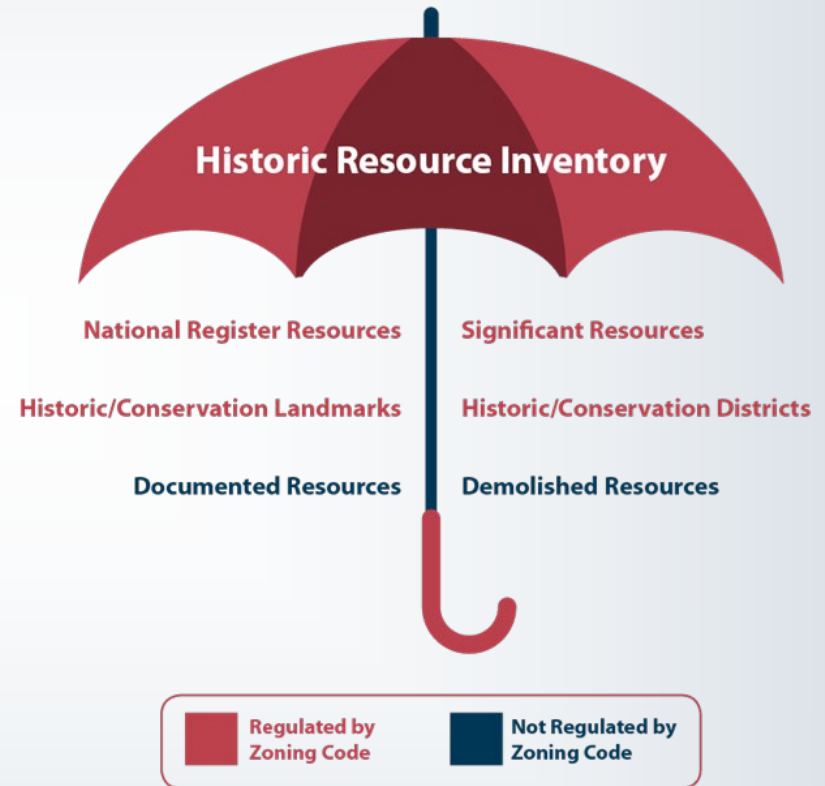 Historic Resource Inventory
National Register Resources
Significant Resources
Historic/Conservation Landmarks
Historic/Conservation Districts
Documented Resources
Demolished Resources
Regulated by
Zoning Code
Not Regulated by
Zoning Code